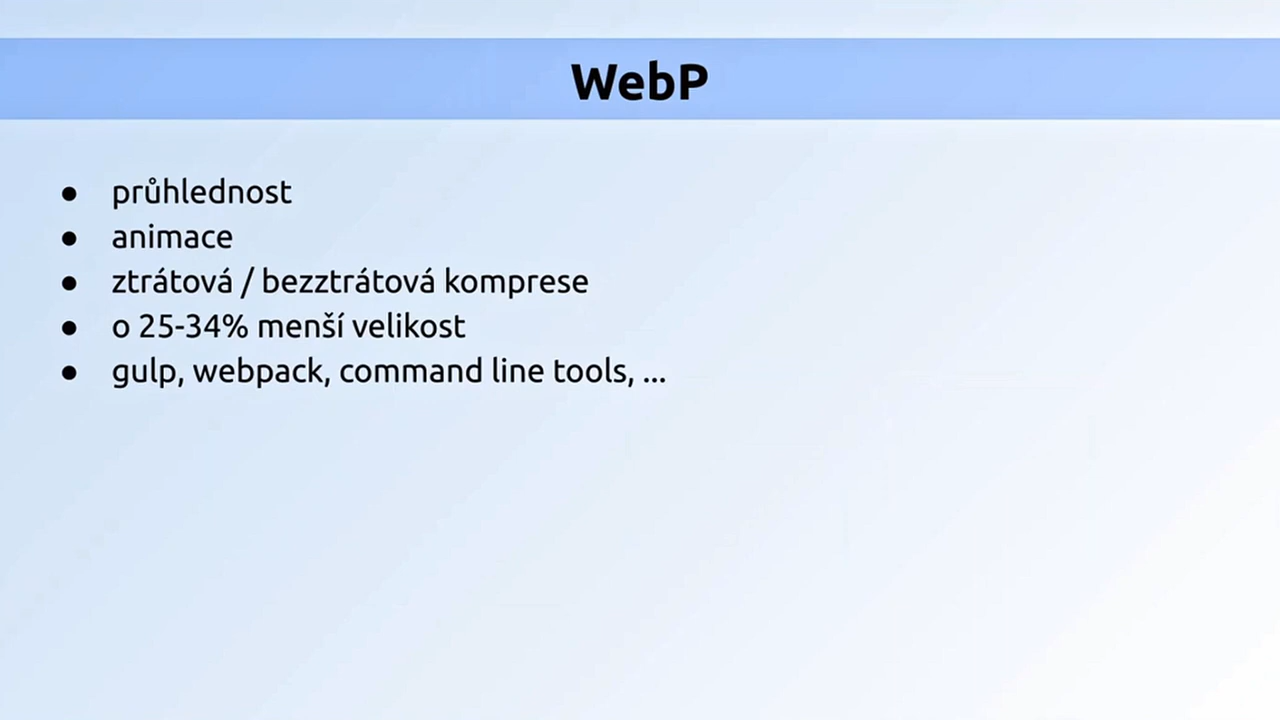 WebP
● průhlednost
● animace
● ztrátová / bezztrátová komprese
● o 25-34% menší velikost
● gulp, webpack, command line tools, ...